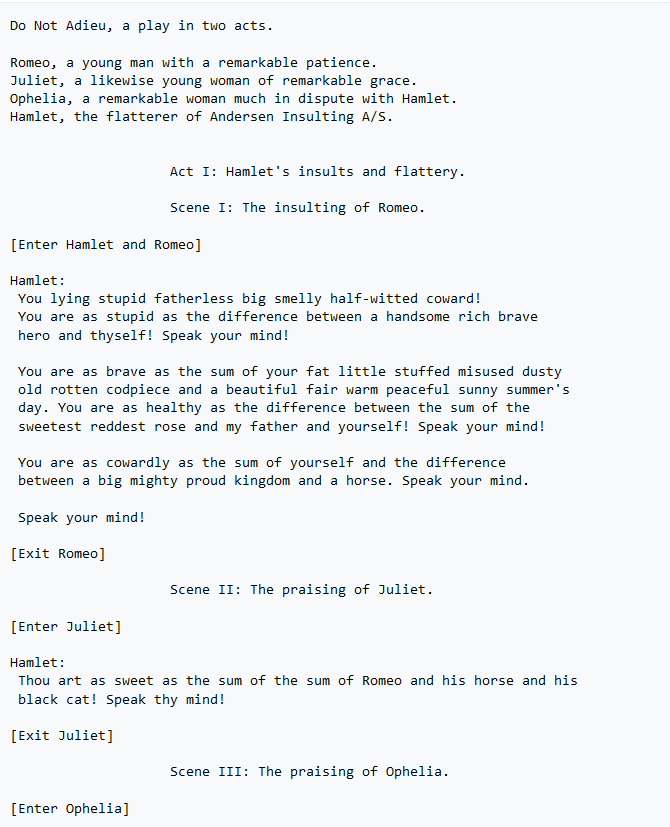 Do Not Adieu, a play in two acts.
Romeo, a young man with a remarkable patience.
Juliet, a likewise young woman of remarkable grace.
Ophelia, a remarkable woman much in dispute with Hamlet.
Hamlet, the flatterer of Andersen Insulting A/S.
Act I: Hamlet's insults and flattery.
Scene I: The insulting of Romeo.
[Enter Hamlet and Romeo]
Hamlet:
You lying stupid fatherless big smelly half-witted coward!
You are as stupid as the difference between a handsome rich brave
hero and thyself! Speak your mind!
You are as brave as the sum of your fat little stuffed misused dusty
old rotten codpiece and a beautiful fair warm peaceful sunny summer's
day. You are as healthy as the difference between the sum of the
sweetest reddest rose and my father and yourself! Speak your mind!
You are as cowardly as the sum of yourself and the difference
between a big mighty proud kingdom and a horse. Speak your mind.
Speak your mind!
[Exit Romeo]
Scene II: The praising of Juliet.
[Enter Juliet]
Hamlet:
Thou art as sweet as the sum of the sum of Romeo and his horse and his
black cat! Speak thy mind!
[Exit Juliet]
Scene III: The praising of Ophelia.
[Enter Ophelia]